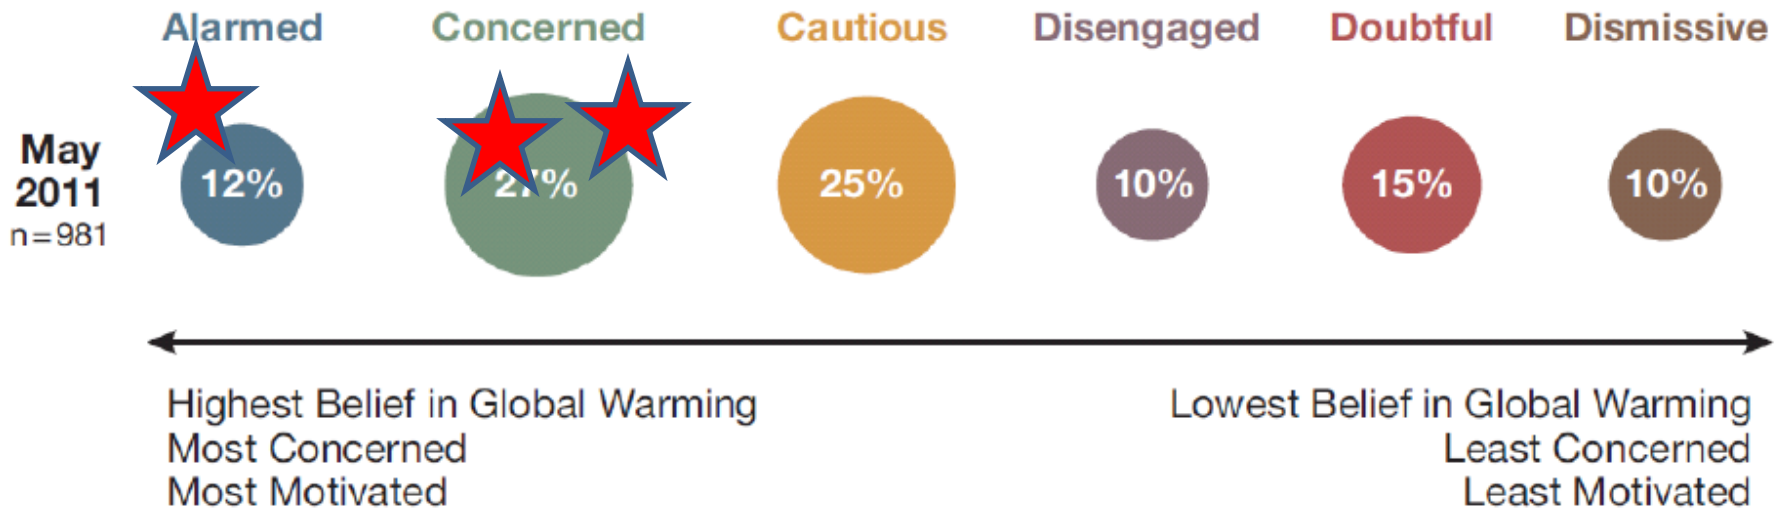 Alarmed Concerned Cautious Disengaged Doubtful Dismissive
May
2011
n=981
12% 27% 25% 10% 15% 10%
Highest Belief in Global Warming
Most Concerned
Most Motivated
Lowest Belief in Global Warming
Least Concerned
Least Motivated